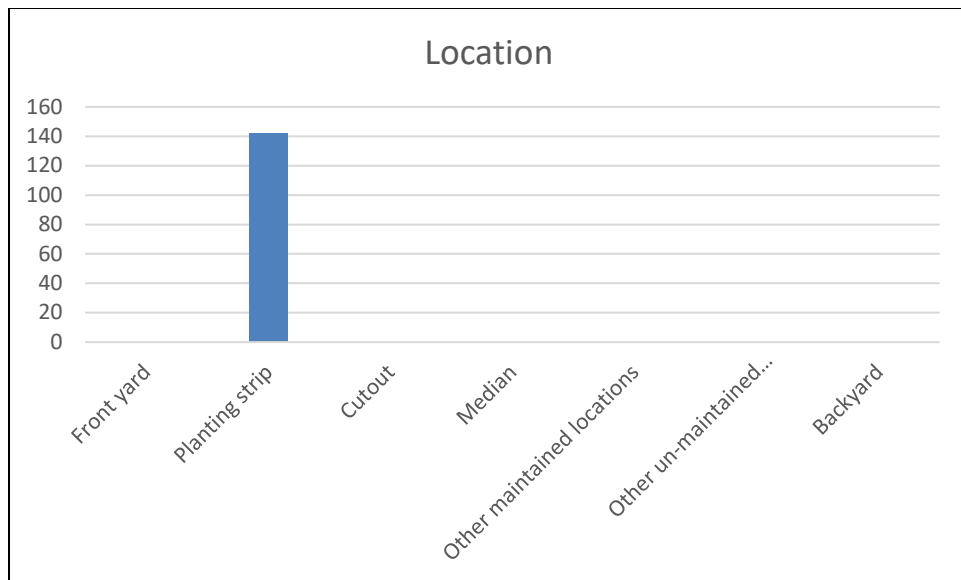 Location
160
140
120
100
80
60
40
20
0
Front yard
Planting strip
Cutout
Median
Other maintained locations
Other un-maintained...
Backyard